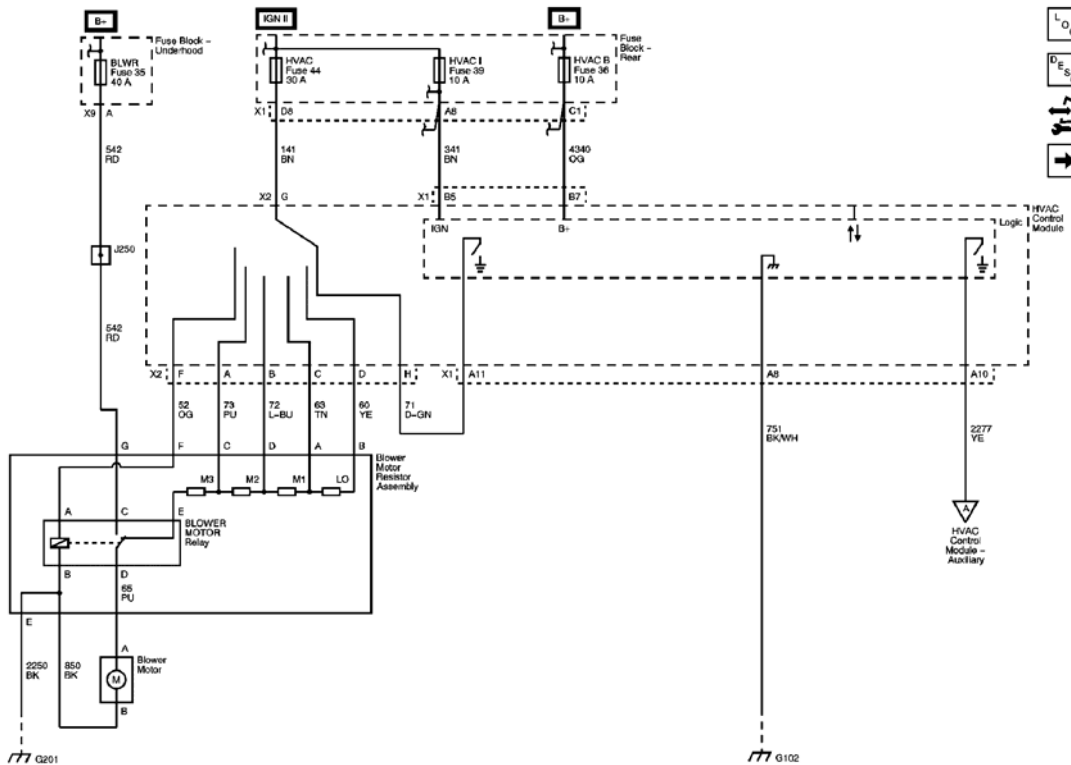 B+
IGN II
B+
Fuse Block –
Underhood
BLWR
Fuse 35
40 A
HVAC
Fuse 44
30 A
HVAC I
Fuse 39
10 A
HVAC B
Fuse 36
10 A
Fuse
Block –
Rear
X9 A
X1 D8
A8
C1
542
RD
141
BN
341
BN
4340
OG
X2 G
X1 B5
B7
HVAC
Control
Module
IGN
B+
Logic
J250
542
RD
X2 F A B C D H
X1 A11
A8
A10
52
OG
73
PU
72
L-BU
63
TN
60
YE
71
D-GN
751
BK/WH
2277
YE
G F C D A B
Blower
Motor
Resistor
Assembly
M3 M2 M1 LO
A C E
BLOWER
MOTOR
Relay
A
HVAC
Control
Module –
Auxiliary
B D
65
PU
E
2250
BK
850
BK
A
Blower
Motor
M
B
G201
G102